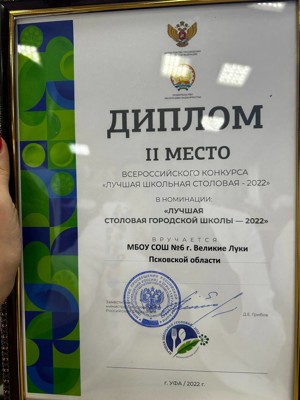 ДИПЛОМ
II МЕСТО
ВСЕРОССИЙСКОГО КОНКУРСА
«ЛУЧШАЯ ШКОЛЬНАЯ СТОЛОВАЯ - 2022»
В НОМИНАЦИИ:
«ЛУЧШАЯ
СТОЛОВАЯ ГОРОДСКОЙ ШКОЛЫ — 2022»
ВРУЧАЕТСЯ
МБОУ СОШ №6 г. Великие Луки
Псковской области
г. УФА / 2022 г.